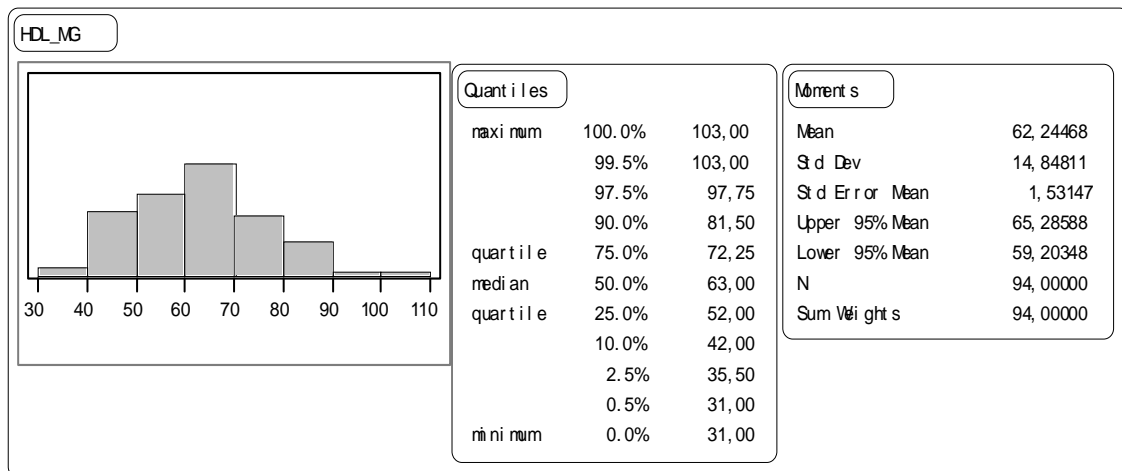 HDL_MG
30 40 50 60 70 80 90 100 110
Quantiles
maximum 100.0% 103,00
99.5% 103,00
97.5% 97,75
90.0% 81,50
quartile 75.0% 72,25
median 50.0% 63,00
quartile 25.0% 52,00
10.0% 42,00
2.5% 35,50
0.5% 31,00
minimum 0.0% 31,00
Moments
Mean 62,24468
Std Dev 14,84811
Std Error Mean 1,53147
Upper 95% Mean 65,28588
Lower 95% Mean 59,20348
N 94,00000
Sum Weights 94,00000